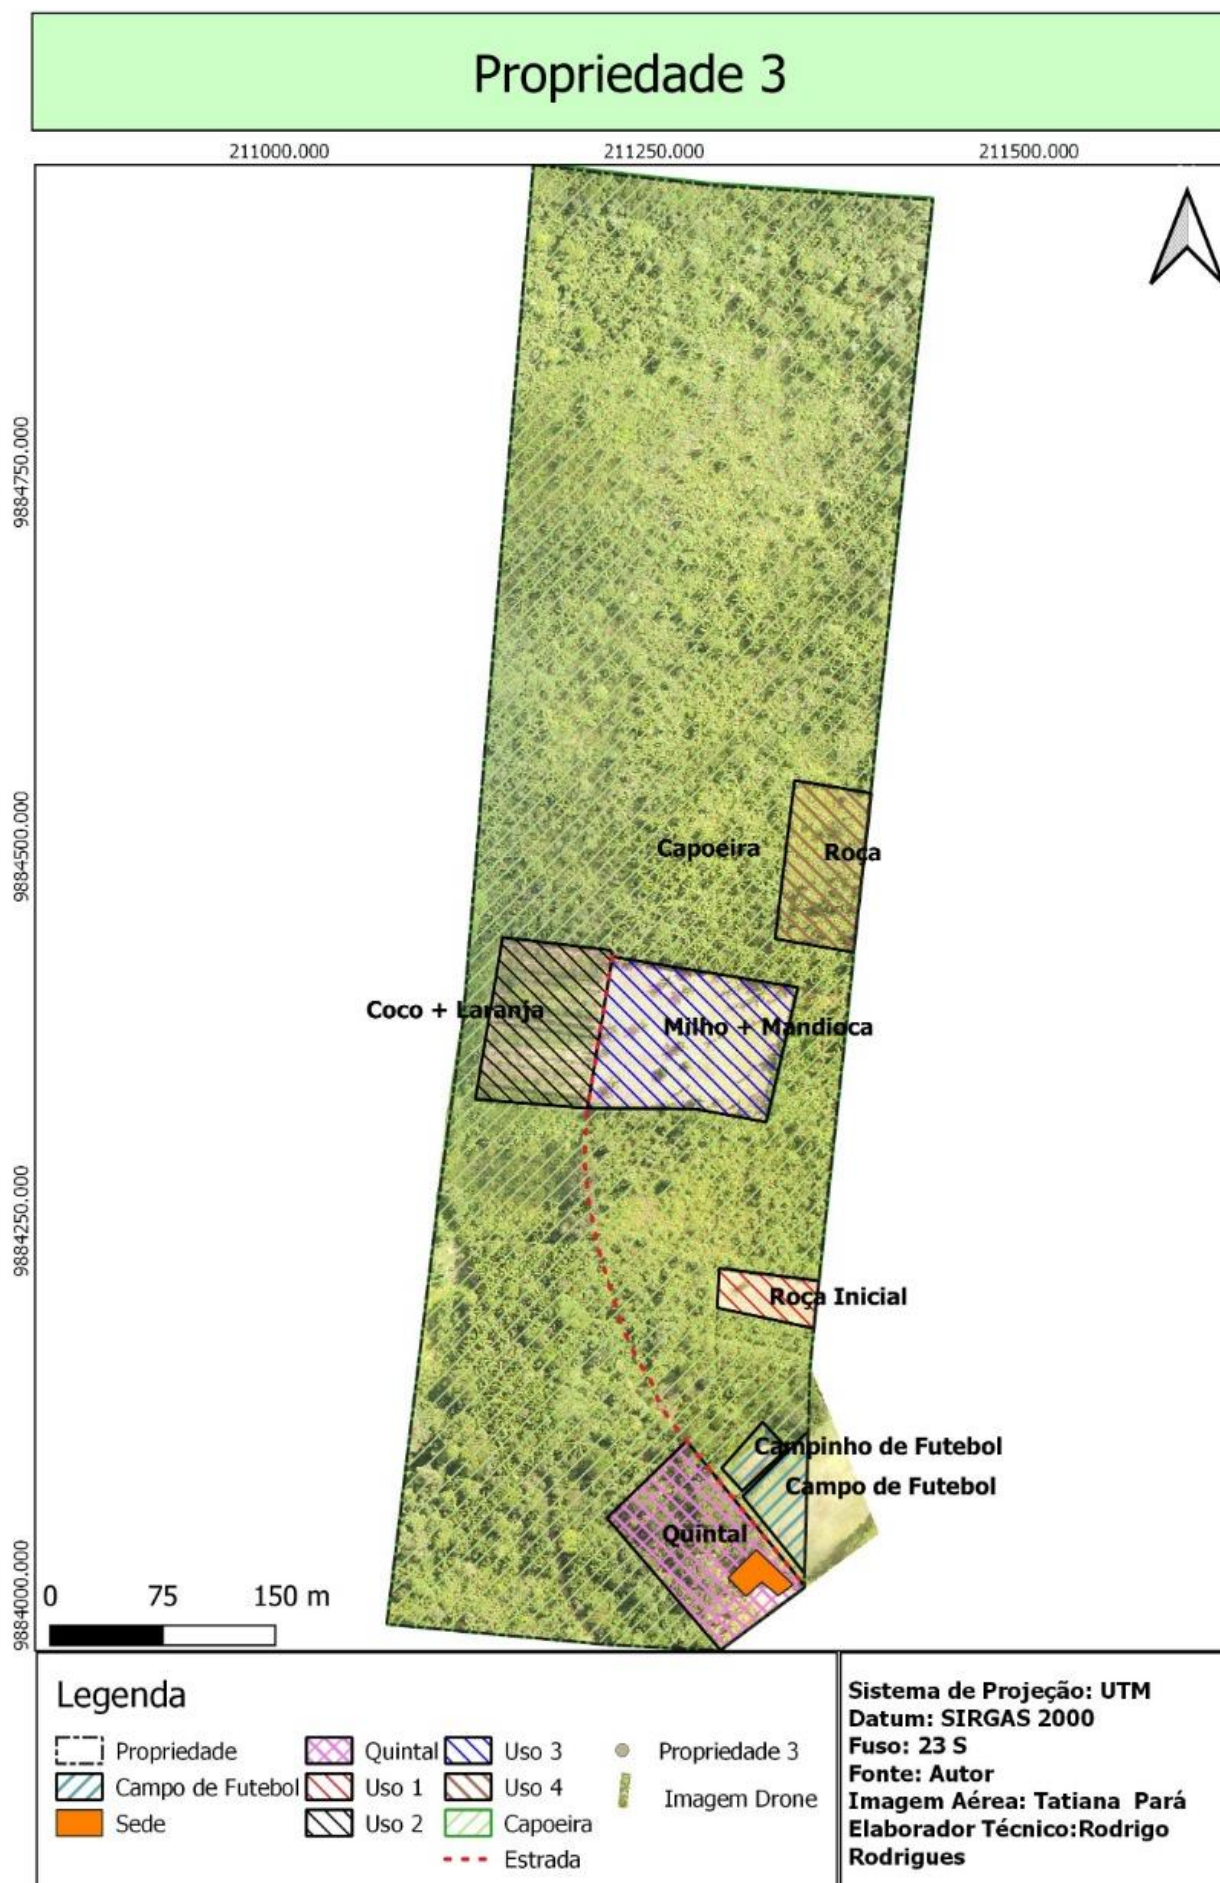 Propriedade 3
211000.000 211250.000 211500.000
9884750.000
9884500.000
9884250.000
9884000.000
Capoeira
Roça
Coco + Laranja
Milho + Mandioca
Roça Inicial
Campinho de Futebol
Campo de Futebol
Quintal
0 75 150 m
Legenda
Propriedade
Campo de Futebol
Sede
Quintal
Uso 1
Uso 2
Uso 3
Uso 4
Capoeira
Estrada
Propriedade 3
Imagem Drone
Sistema de Projeção: UTM
Datum: SIRGAS 2000
Fuso: 23 S
Fonte: Autor
Imagem Aérea: Tatiana Pará
Elaborador Técnico:Rodrigo
Rodrigues